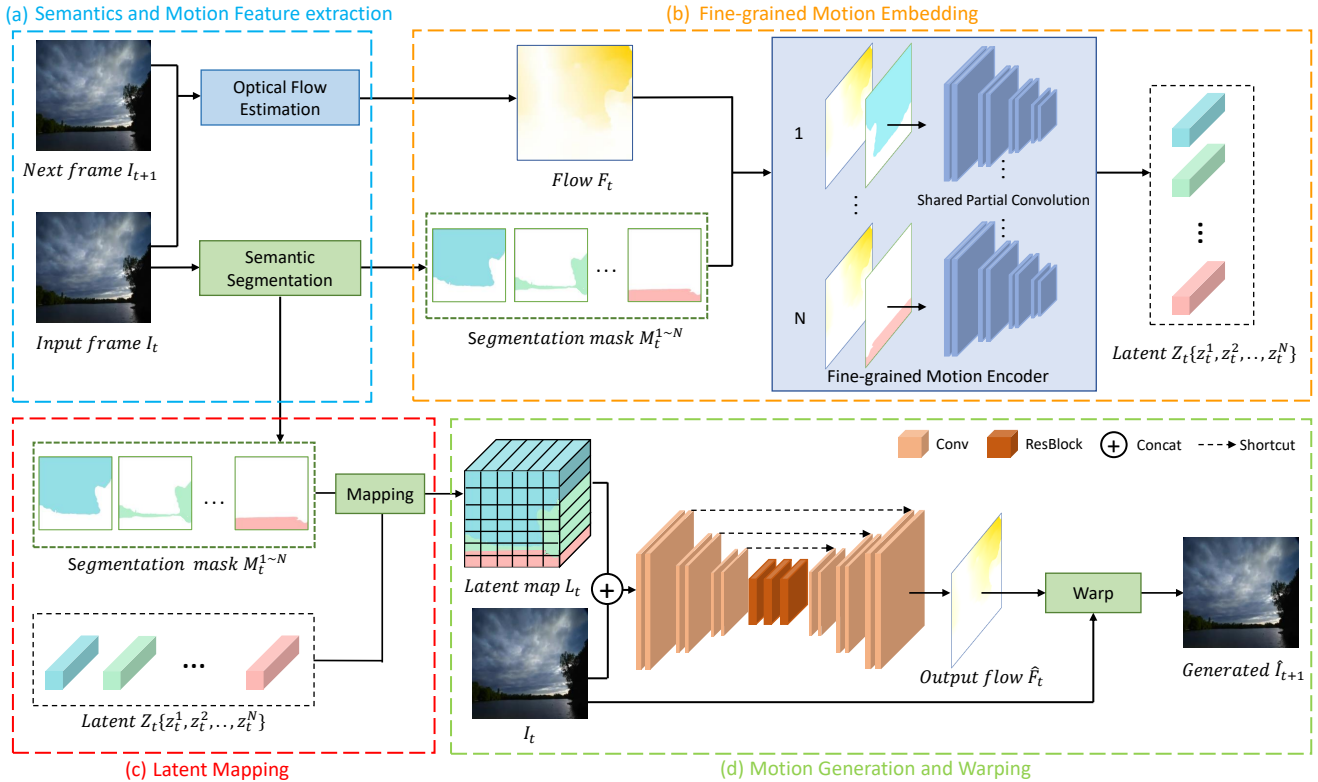 (a) Semantics and Motion Feature extraction
Optical Flow
Estimation
Next frame I_{t+1}
Semantic
Segmentation
Input frame I_t
(b) Fine-grained Motion Embedding
Flow F_t
...
Segmentation mask M_t^{1~N}
1
⋮
Shared Partial Convolution
⋮
N
Fine-grained Motion Encoder
⋮
Latent Z_t{z_t^1, z_t^2, .., z_t^N}
...
Segmentation mask M_t^{1~N}
Mapping
...
Latent Z_t{z_t^1, z_t^2, .., z_t^N}
(c) Latent Mapping
Conv
ResBlock
+ Concat
Shortcut
Latent map L_t
+
I_t
Output flow F̂_t
Warp
Generated Î_{t+1}
(d) Motion Generation and Warping